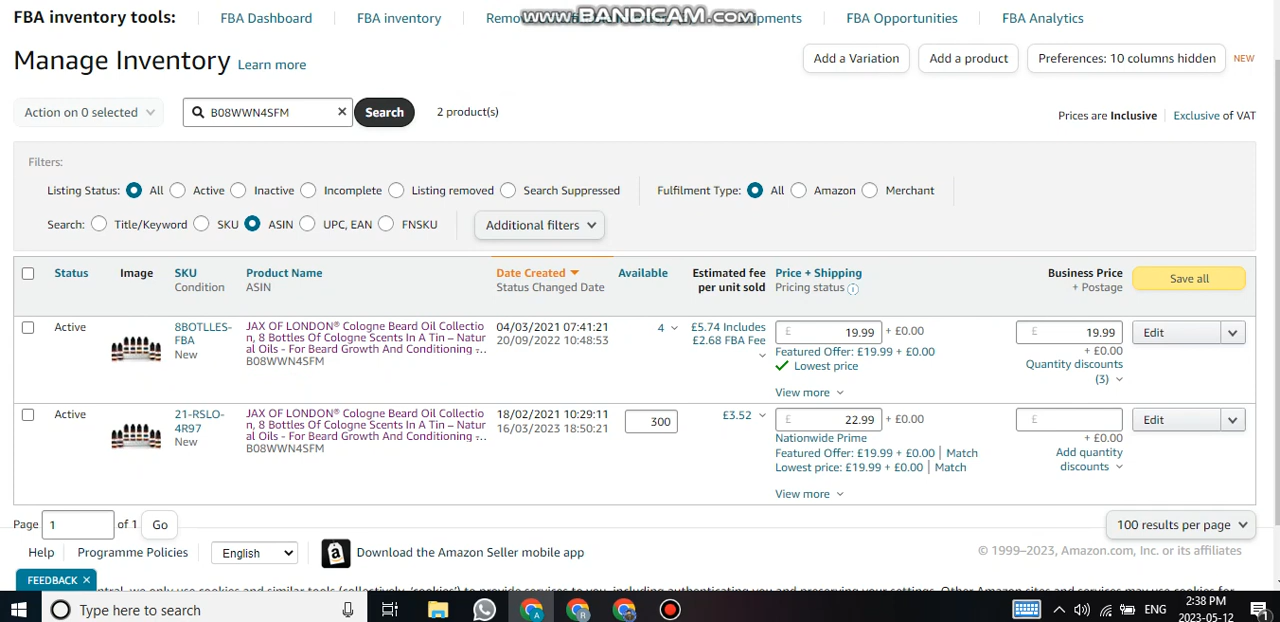 FBA inventory tools: FBA Dashboard FBA inventory Remo ipments FBA Opportunities FBA Analytics
www.BANDICAM.com
Manage Inventory Learn more Add a Variation Add a product Preferences: 10 columns hidden NEW
Action on 0 selected B08WWN4SFM × Search 2 product(s) Prices are Inclusive Exclusive of VAT
Filters:
Listing Status: All Active Inactive Incomplete Listing removed Search Suppressed Fulfilment Type: All Amazon Merchant
Search: Title/Keyword SKU ASIN UPC, EAN FNSKU Additional filters
Status Image SKU Product Name Date Created Available Estimated fee Price + Shipping Business Price Save all
Condition ASIN Status Changed Date per unit sold Pricing status i + Postage
Active 8BOTLLES- JAX OF LONDON® Cologne Beard Oil Collectio 04/03/2021 07:41:21 4 £5.74 Includes £ 19.99 + £0.00 £ 19.99 Edit
FBA n, 8 Bottles Of Cologne Scents In A Tin – Natur 20/09/2022 10:48:53 £2.68 FBA Fee Featured Offer: £19.99 + £0.00 + £0.00
New al Oils - For Beard Growth And Conditioning -.. Lowest price Quantity discounts
B08WWN4SFM (3)
View more
Active 21-RSLO- JAX OF LONDON® Cologne Beard Oil Collectio 18/02/2021 10:29:11 300 £3.52 £ 22.99 + £0.00 £ Edit
4R97 n, 8 Bottles Of Cologne Scents In A Tin – Natur 16/03/2023 18:50:21 Nationwide Prime + £0.00
New al Oils - For Beard Growth And Conditioning -.. Featured Offer: £19.99 + £0.00 | Match Add quantity
B08WWN4SFM Lowest price: £19.99 + £0.00 | Match discounts
View more
Page 1 of 1 Go 100 results per page
Help Programme Policies English a Download the Amazon Seller mobile app © 1999–2023, Amazon.com, Inc. or its affiliates
FEEDBACK ×
Type here to search A R ENG 2:38 PM
2023-05-12 1